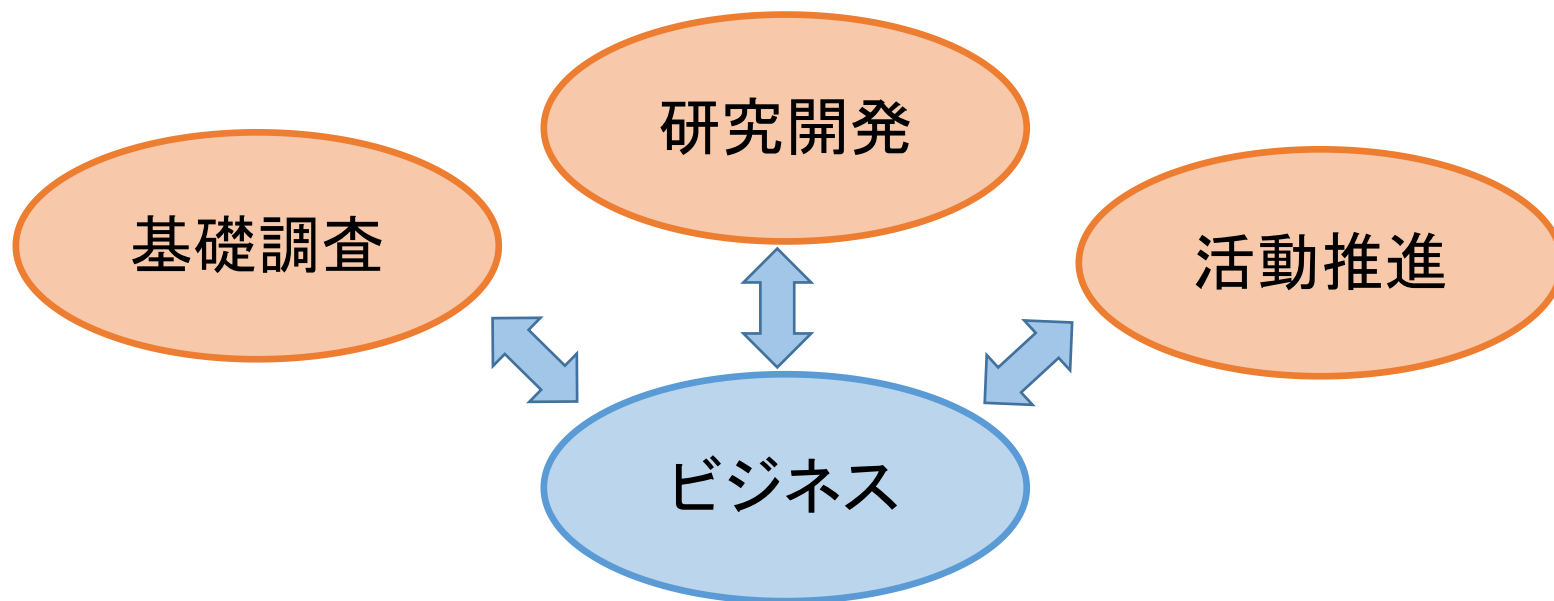 研究開発
基礎調査
活動推進
ビジネス